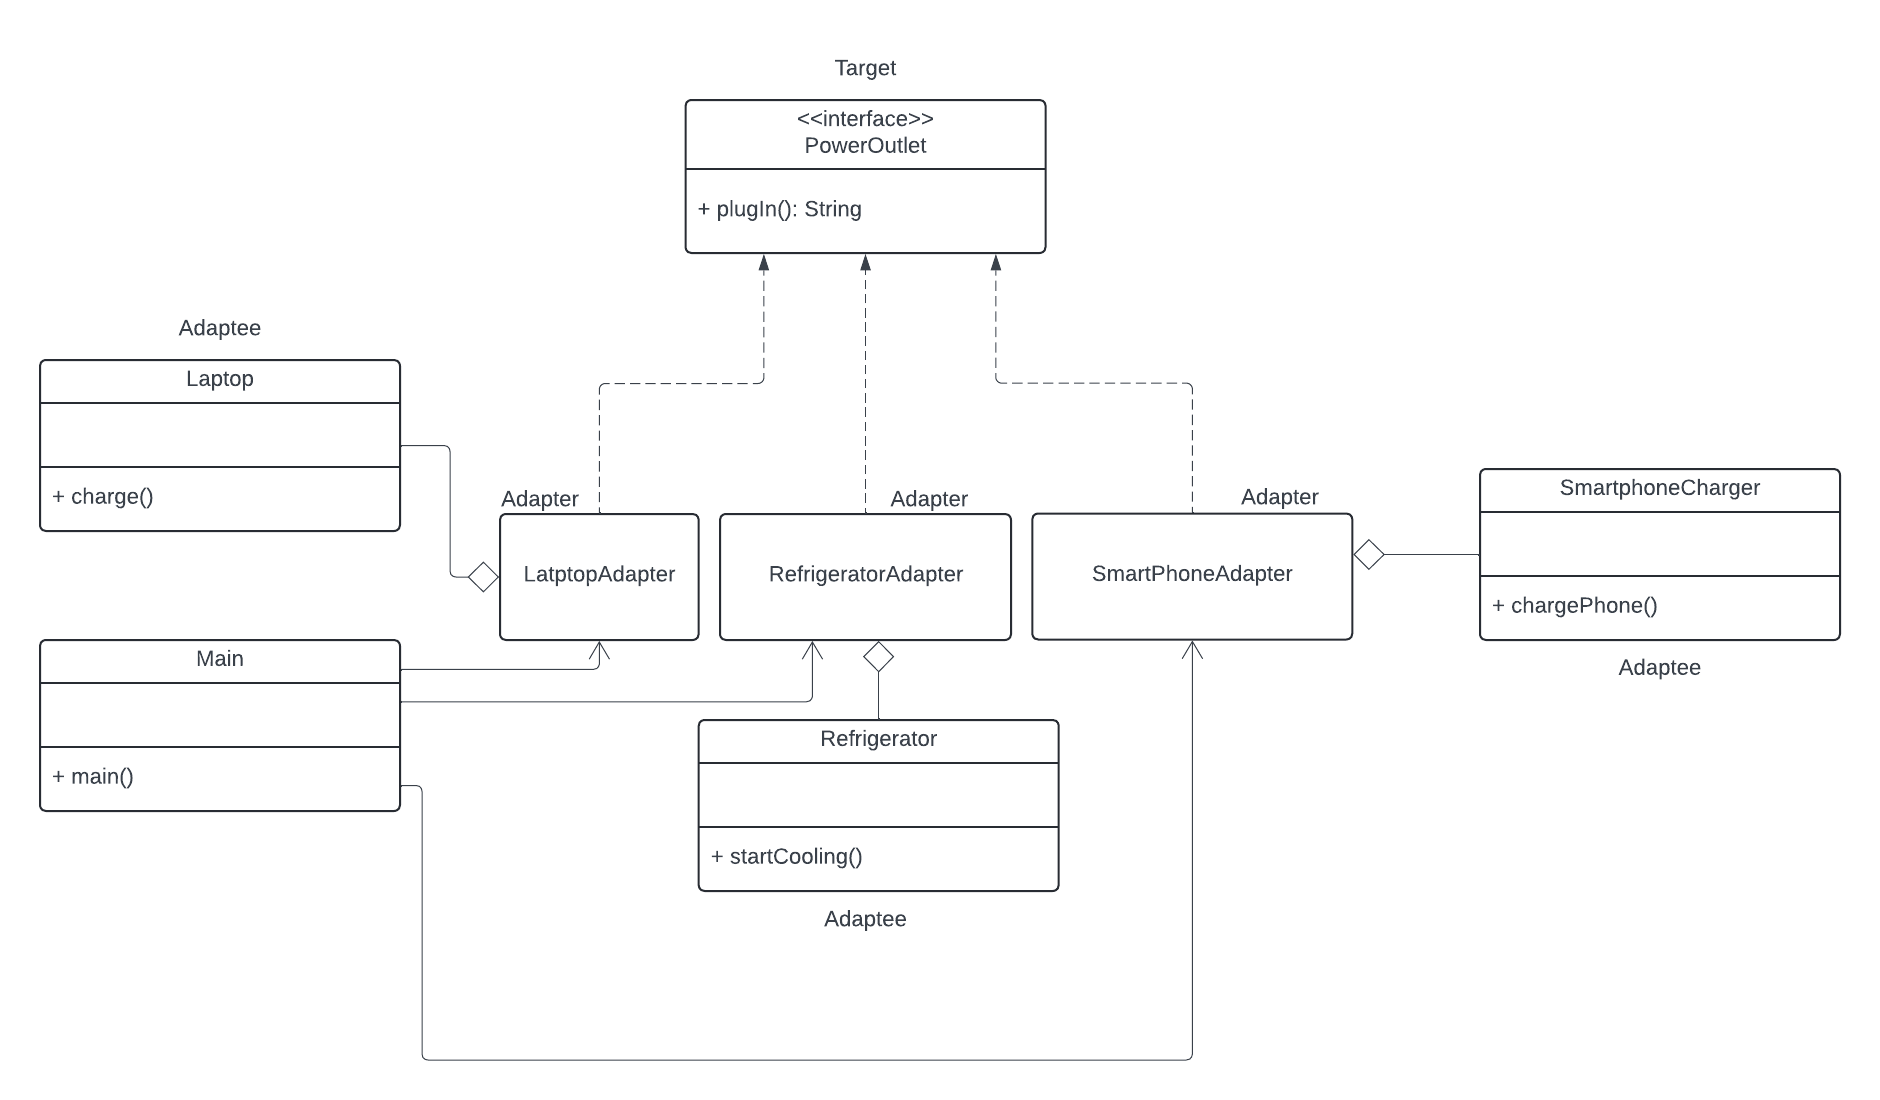 Target
<<interface>>
PowerOutlet
+ plugIn(): String
Adaptee
Laptop
+ charge()
Adapter
LatptopAdapter
Adapter
RefrigeratorAdapter
Adapter
SmartPhoneAdapter
SmartphoneCharger
+ chargePhone()
Adaptee
Main
+ main()
Refrigerator
+ startCooling()
Adaptee